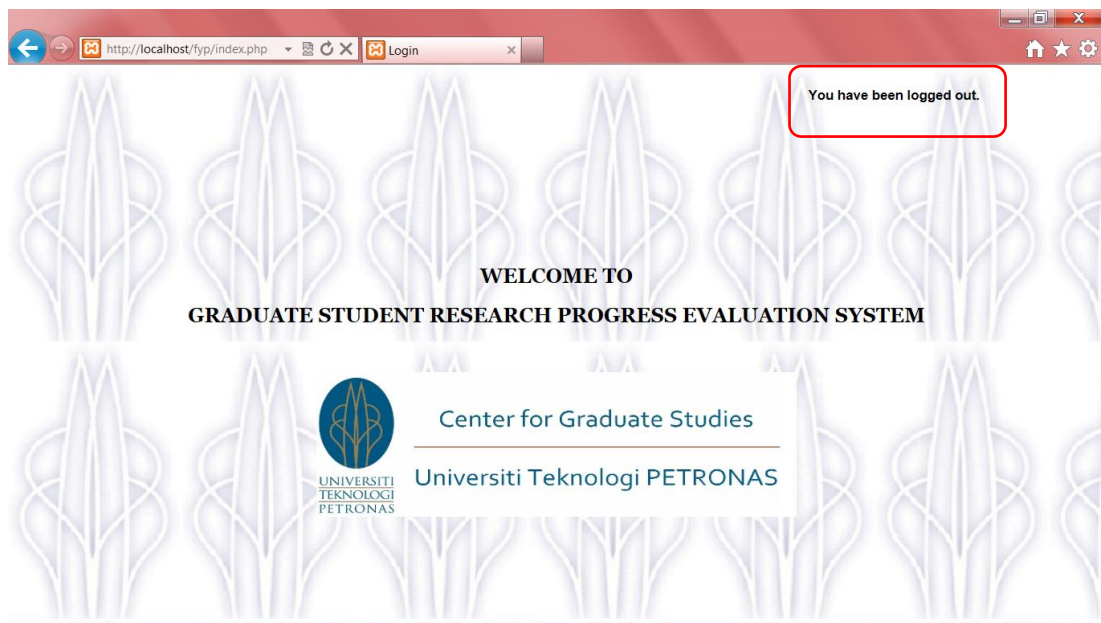 http://localhost/fyp/index.php
Login
You have been logged out.
WELCOME TO
GRADUATE STUDENT RESEARCH PROGRESS EVALUATION SYSTEM
Center for Graduate Studies
Universiti Teknologi PETRONAS
UNIVERSITI
TEKNOLOGI
PETRONAS